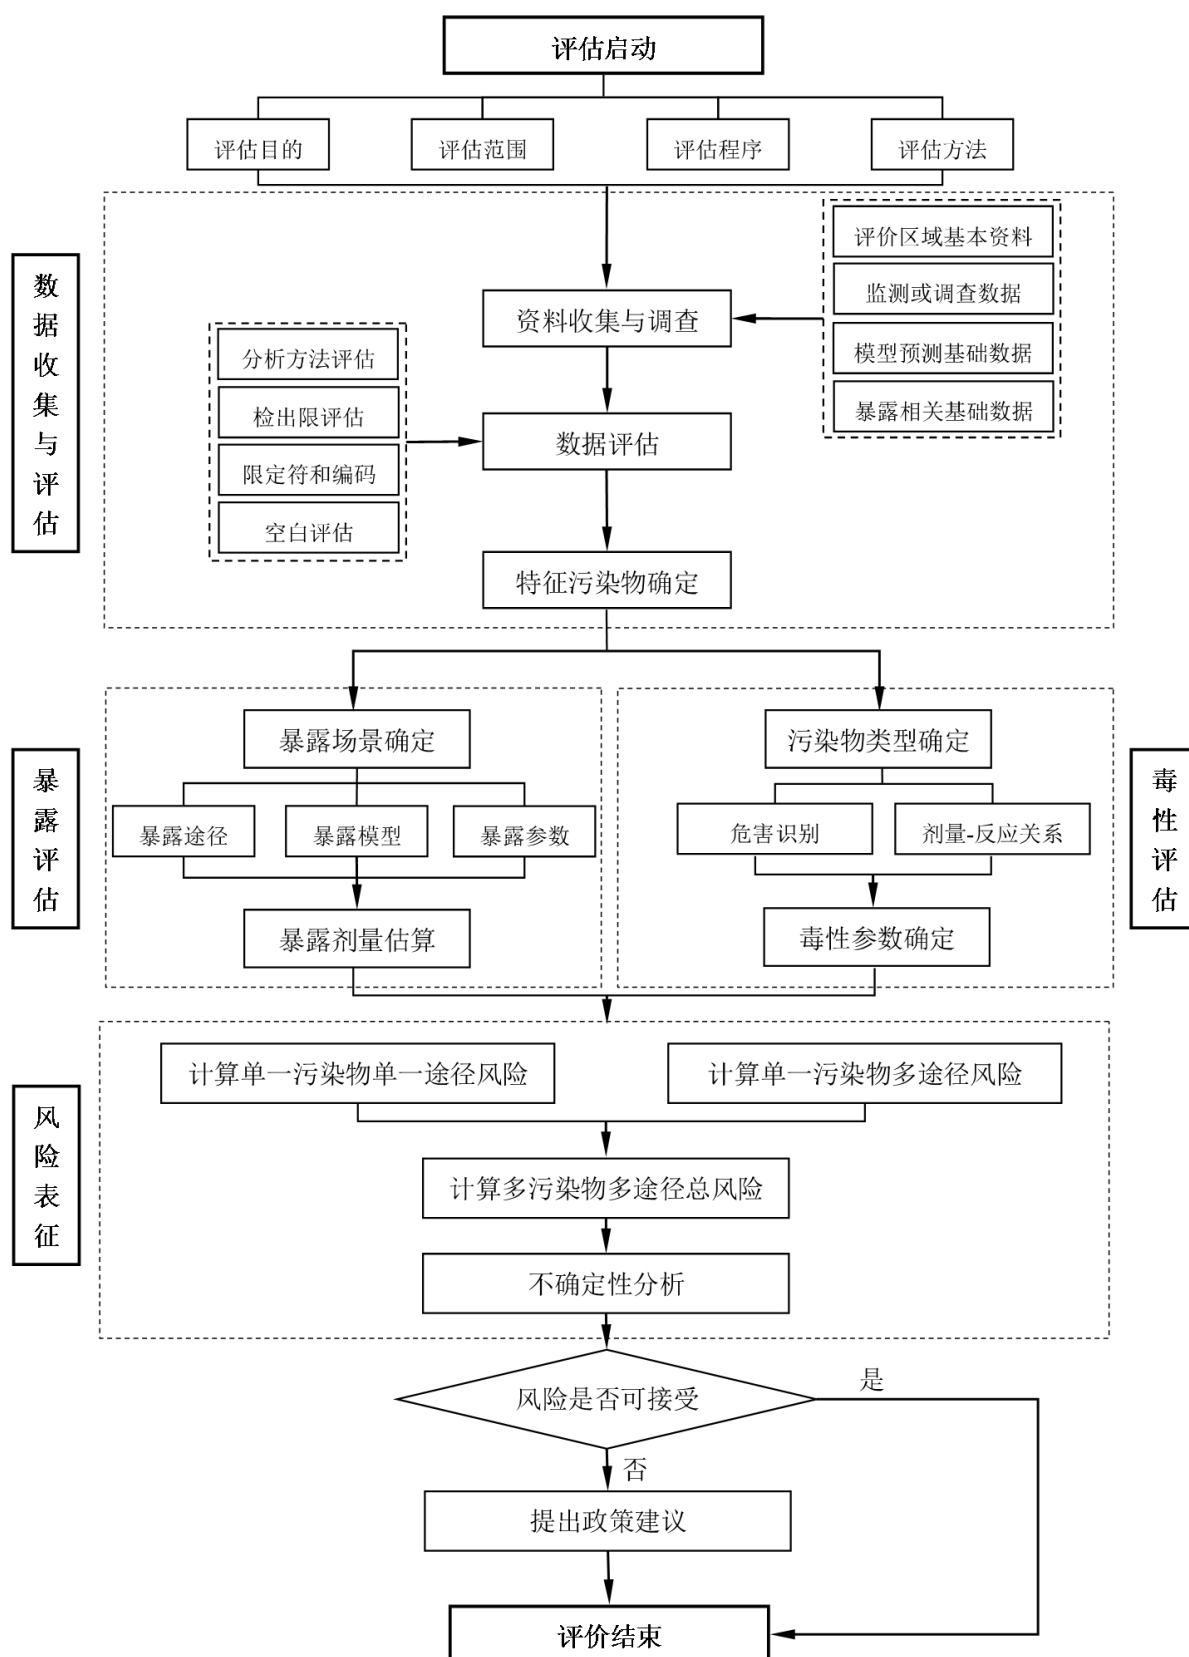 评估启动
评估目的
评估范围
评估程序
评估方法
数据收集与评估
评价区域基本资料
监测或调查数据
模型预测基础数据
暴露相关基础数据
资料收集与调查
分析方法评估
检出限评估
限定符和编码
空白评估
数据评估
特征污染物确定
暴露评估
暴露场景确定
暴露途径
暴露模型
暴露参数
暴露剂量估算
毒性评估
污染物类型确定
危害识别
剂量-反应关系
毒性参数确定
风险表征
计算单一污染物单一途径风险
计算单一污染物多途径风险
计算多污染物多途径总风险
不确定性分析
风险是否可接受
是
否
提出政策建议
评价结束